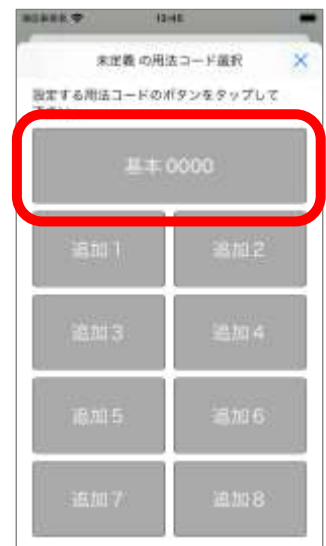 12:45
未定義 の用法コード選択
設定する用法コードのボタンをタップして
基本 0000
追加 1
追加 2
追加 3
追加 4
追加 5
追加 6
追加 7
追加 8